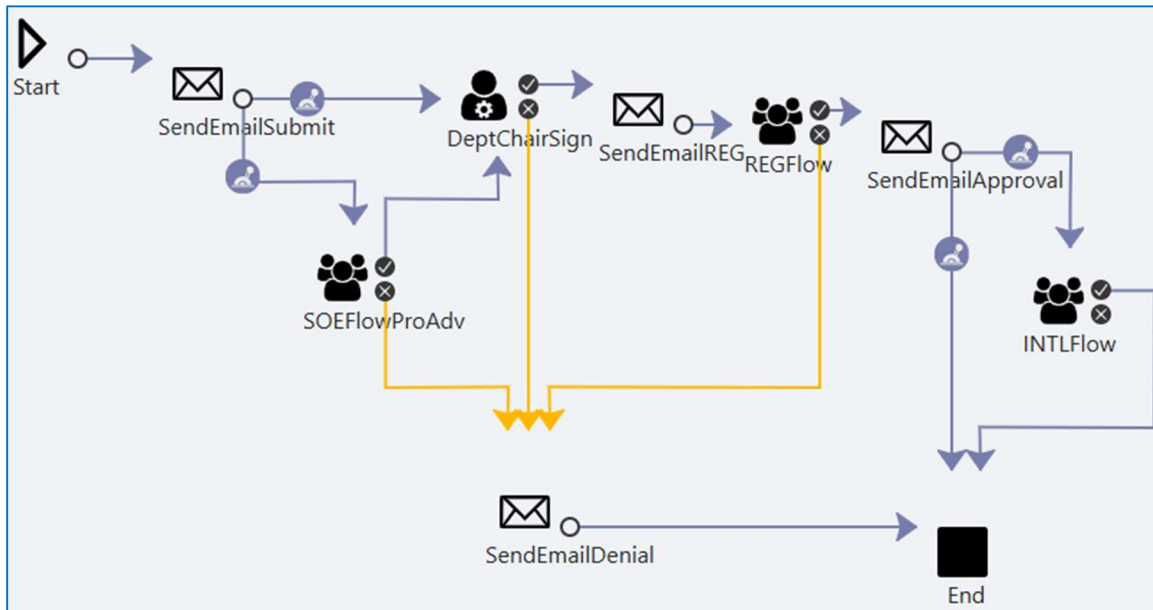 Start
SendEmailSubmit
DeptChairSign
SendEmailREG
REGFlow
SendEmailApproval
SOEFlowProAdv
INTLFlow
SendEmailDenial
End